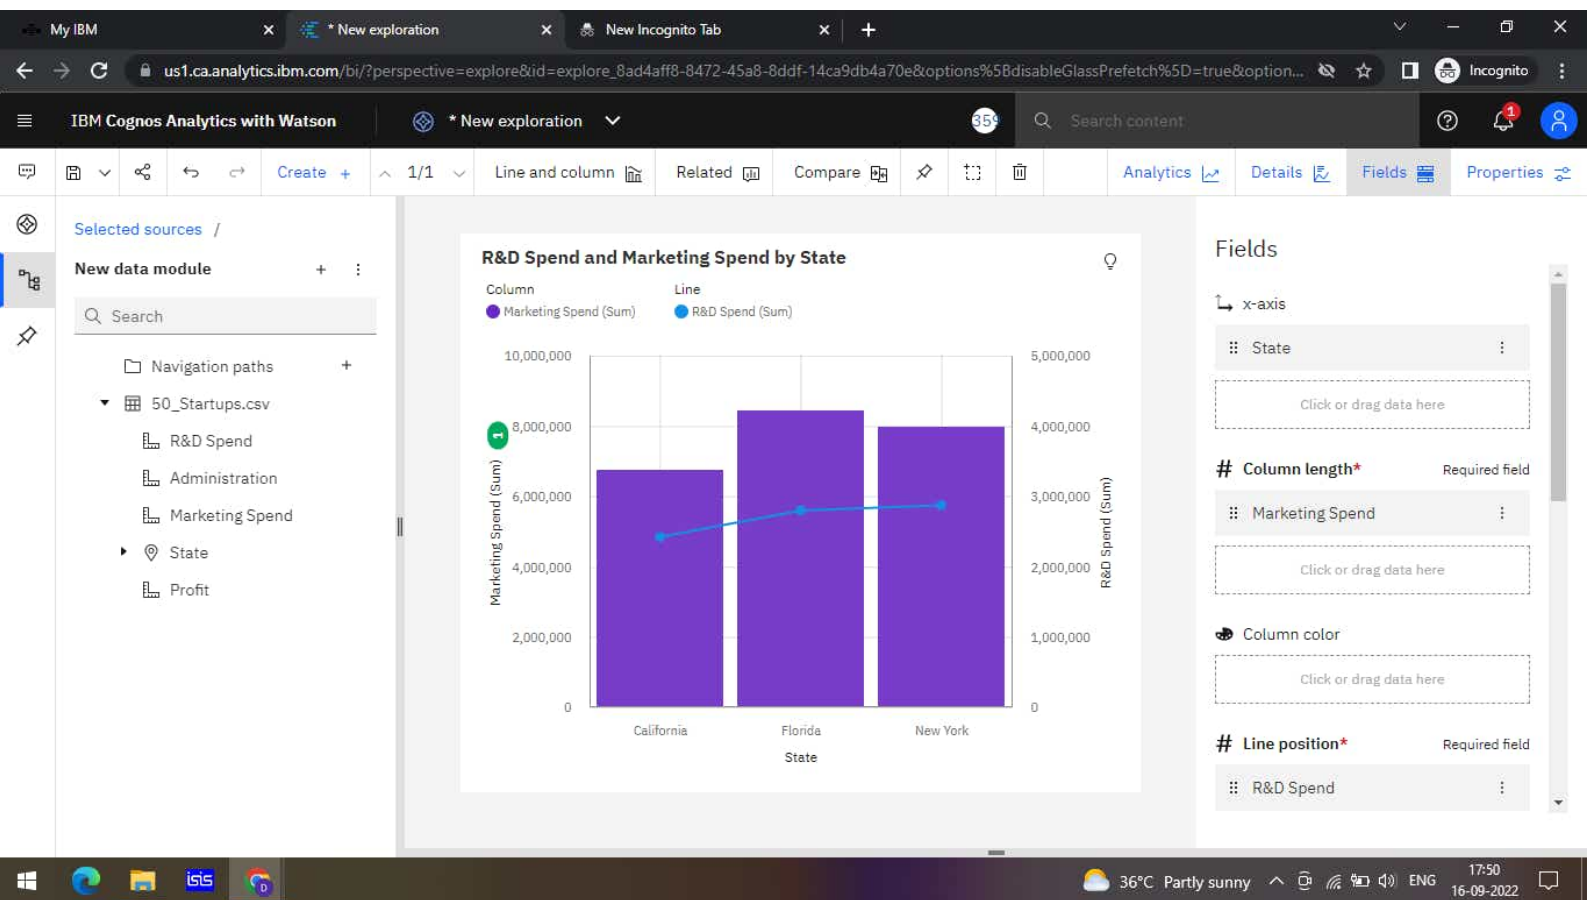 My IBM
* New exploration
New Incognito Tab
us1.ca.analytics.ibm.com/bi/?perspective=explore&id=explore_8ad4aff8-8472-45a8-8ddf-14ca9db4a70e&options%5BdisableGlassPrefetch%5D=true&option...
Incognito
IBM Cognos Analytics with Watson
* New exploration
359
Search content
1
Create +
1/1
Line and column
Related
Compare
Analytics
Details
Fields
Properties
Selected sources /
New data module
Search
Navigation paths
50_Startups.csv
R&D Spend
Administration
Marketing Spend
State
Profit
R&D Spend and Marketing Spend by State
Column
Line
Marketing Spend (Sum)
R&D Spend (Sum)
10,000,000
8,000,000
6,000,000
4,000,000
2,000,000
0
1
Marketing Spend (Sum)
5,000,000
4,000,000
3,000,000
2,000,000
1,000,000
0
R&D Spend (Sum)
California
Florida
New York
State
Fields
x-axis
State
Click or drag data here
# Column length*
Required field
Marketing Spend
Click or drag data here
Column color
Click or drag data here
# Line position*
Required field
R&D Spend
isis
D
36°C Partly sunny
ENG
17:50
16-09-2022